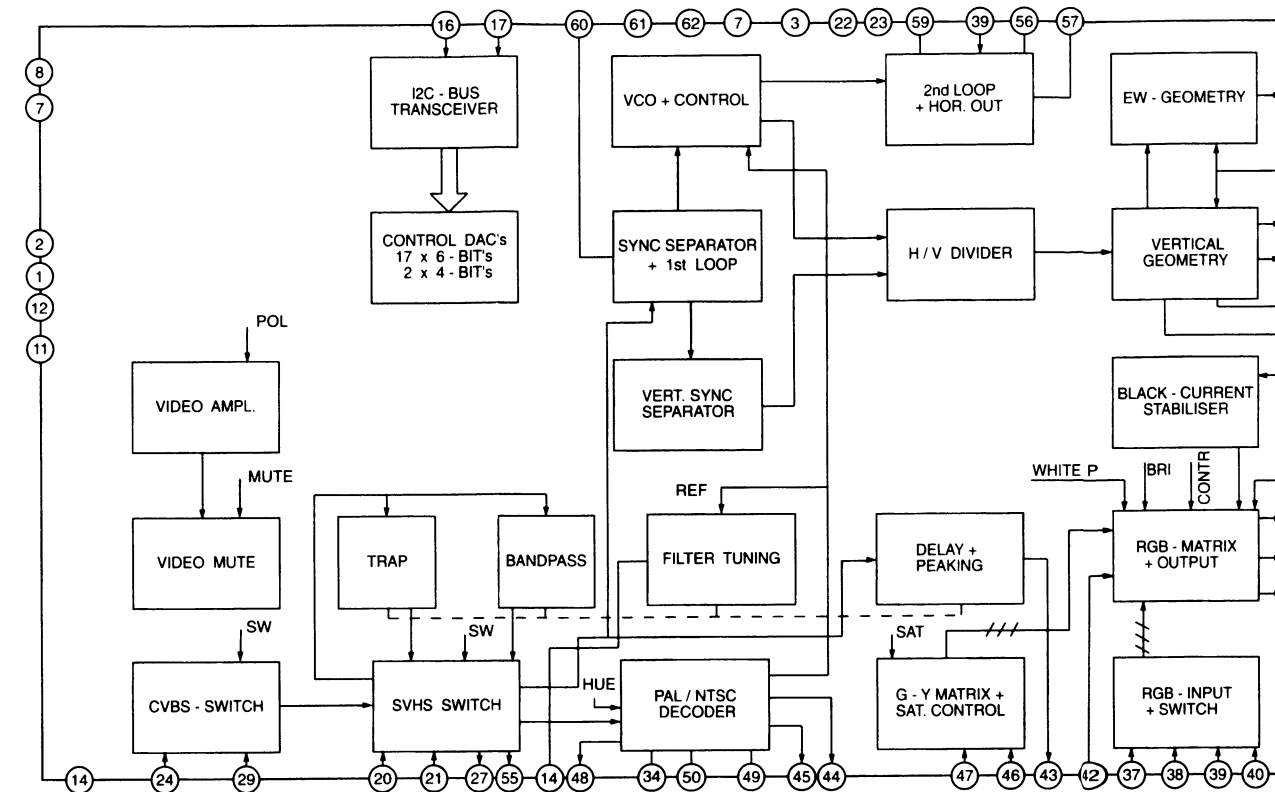 16
17
60
61
62
7
3
22
23
59
39
56
57
8
7
2
1
12
11
I2C - BUS
TRANSCEIVER
VCO + CONTROL
2nd LOOP
+ HOR. OUT
EW - GEOMETRY
CONTROL DAC's
17 x 6 - BIT's
2 x 4 - BIT's
SYNC SEPARATOR
+ 1st LOOP
H / V DIVIDER
VERTICAL
GEOMETRY
POL
VIDEO AMPL.
VERT. SYNC
SEPARATOR
BLACK - CURRENT
STABILISER
MUTE
REF
WHITE P
BRI
CONTR
VIDEO MUTE
TRAP
BANDPASS
FILTER TUNING
DELAY +
PEAKING
RGB - MATRIX
+ OUTPUT
SW
SW
HUE
SAT
CVBS - SWITCH
SVHS SWITCH
PAL / NTSC
DECODER
G - Y MATRIX +
SAT. CONTROL
RGB - INPUT
+ SWITCH
14
24
29
20
21
27
55
14
48
34
50
49
45
44
47
46
43
42
37
38
39
40